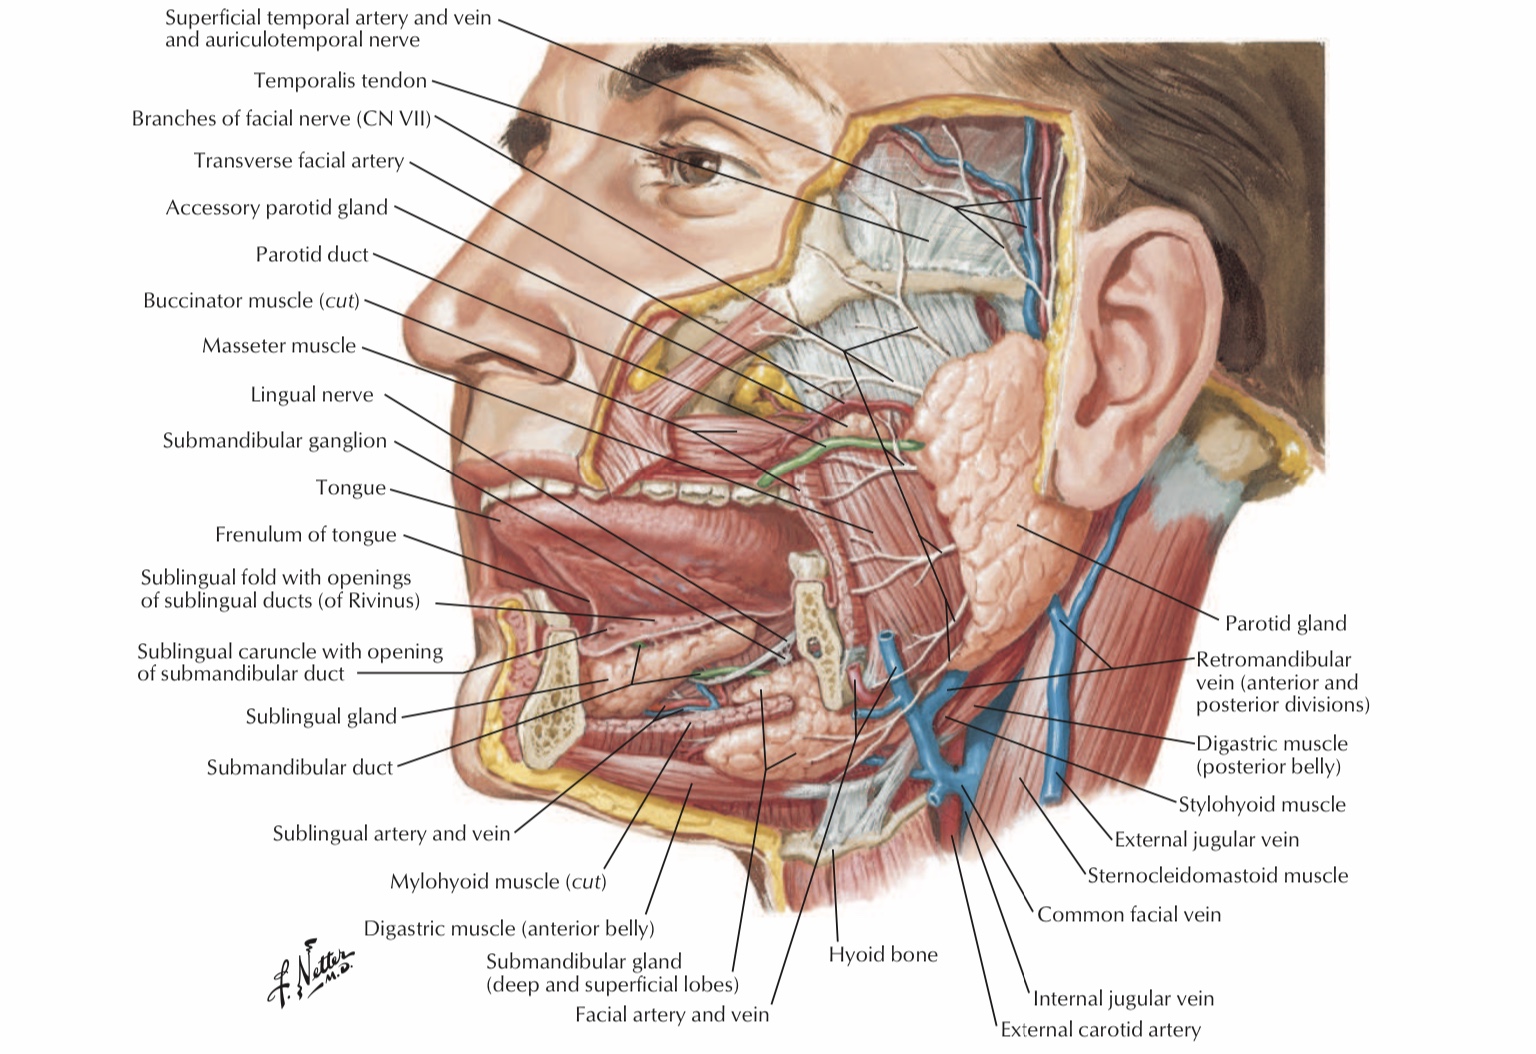 Superficial temporal artery and vein
and auriculotemporal nerve
Temporalis tendon
Branches of facial nerve (CN VII)
Transverse facial artery
Accessory parotid gland
Parotid duct
Buccinator muscle (cut)
Masseter muscle
Lingual nerve
Submandibular ganglion
Tongue
Frenulum of tongue
Sublingual fold with openings
of sublingual ducts (of Rivinus)
Sublingual caruncle with opening
of submandibular duct
Sublingual gland
Submandibular duct
Sublingual artery and vein
Mylohyoid muscle (cut)
Digastric muscle (anterior belly)
Submandibular gland
(deep and superficial lobes)
Facial artery and vein
Parotid gland
Retromandibular
vein (anterior and
posterior divisions)
Digastric muscle
(posterior belly)
Stylohyoid muscle
External jugular vein
Sternocleidomastoid muscle
Common facial vein
Hyoid bone
Internal jugular vein
External carotid artery
F. Netter
M.D.